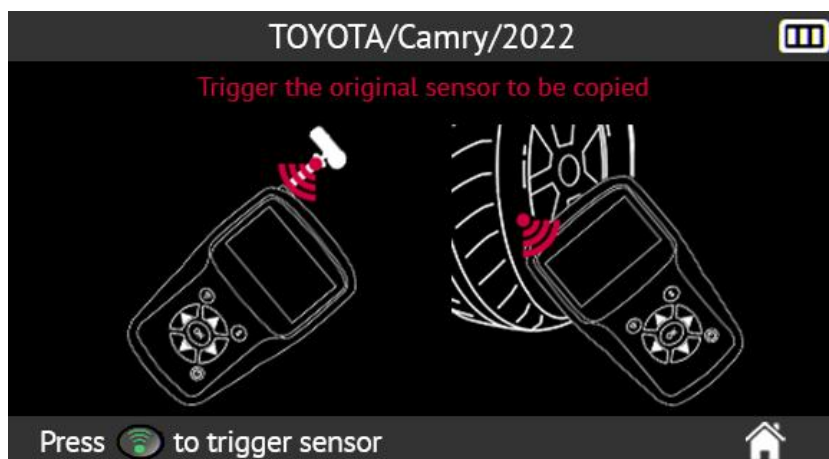 TOYOTA/Camry/2022
Trigger the original sensor to be copied
Press to trigger sensor